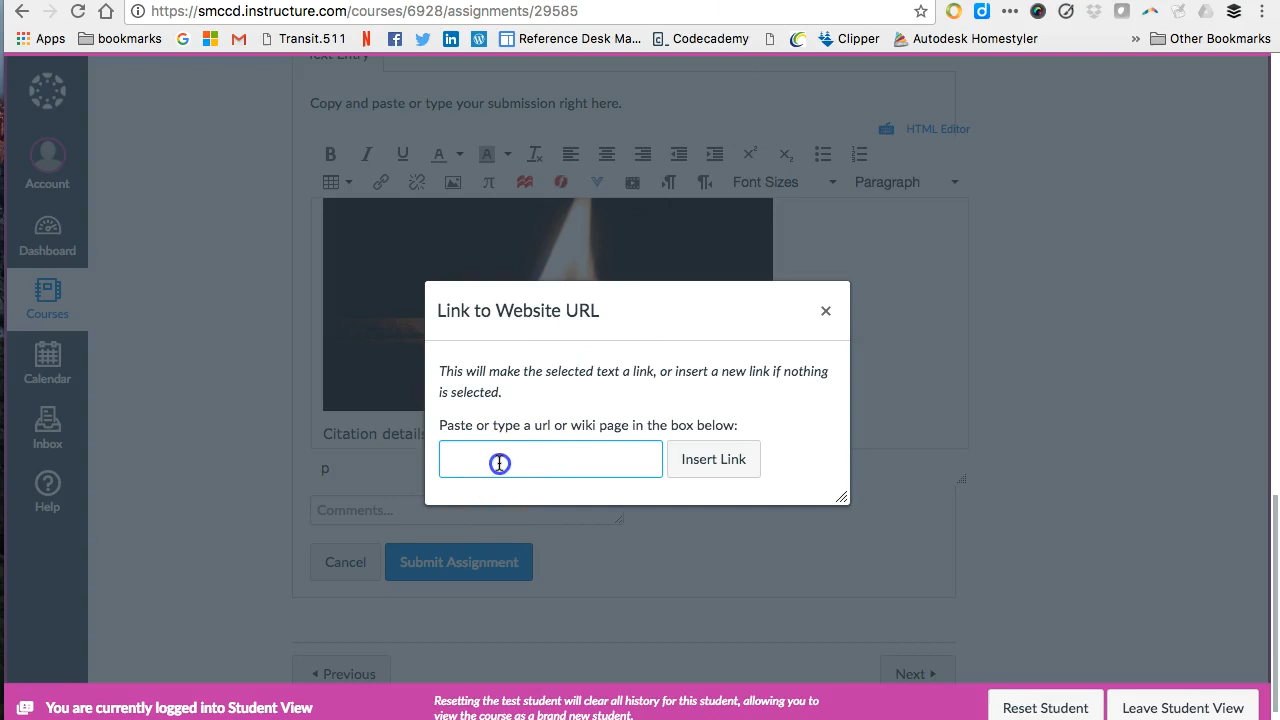 https://smccd.instructure.com/courses/6928/assignments/29585
Apps bookmarks Transit.511 Reference Desk Ma... Codecademy Clipper Autodesk Homestyler » Other Bookmarks
Text Entry
Copy and paste or type your submission right here.
HTML Editor
Font Sizes Paragraph
Account
Dashboard
Courses
Calendar
Inbox
Help
Link to Website URL
This will make the selected text a link, or insert a new link if nothing
is selected.
Paste or type a url or wiki page in the box below:
Insert Link
Citation details
p
Comments...
Cancel Submit Assignment
Previous Next
You are currently logged into Student View
Resetting the test student will clear all history for this student, allowing you to
view the course as a brand new student.
Reset Student Leave Student View